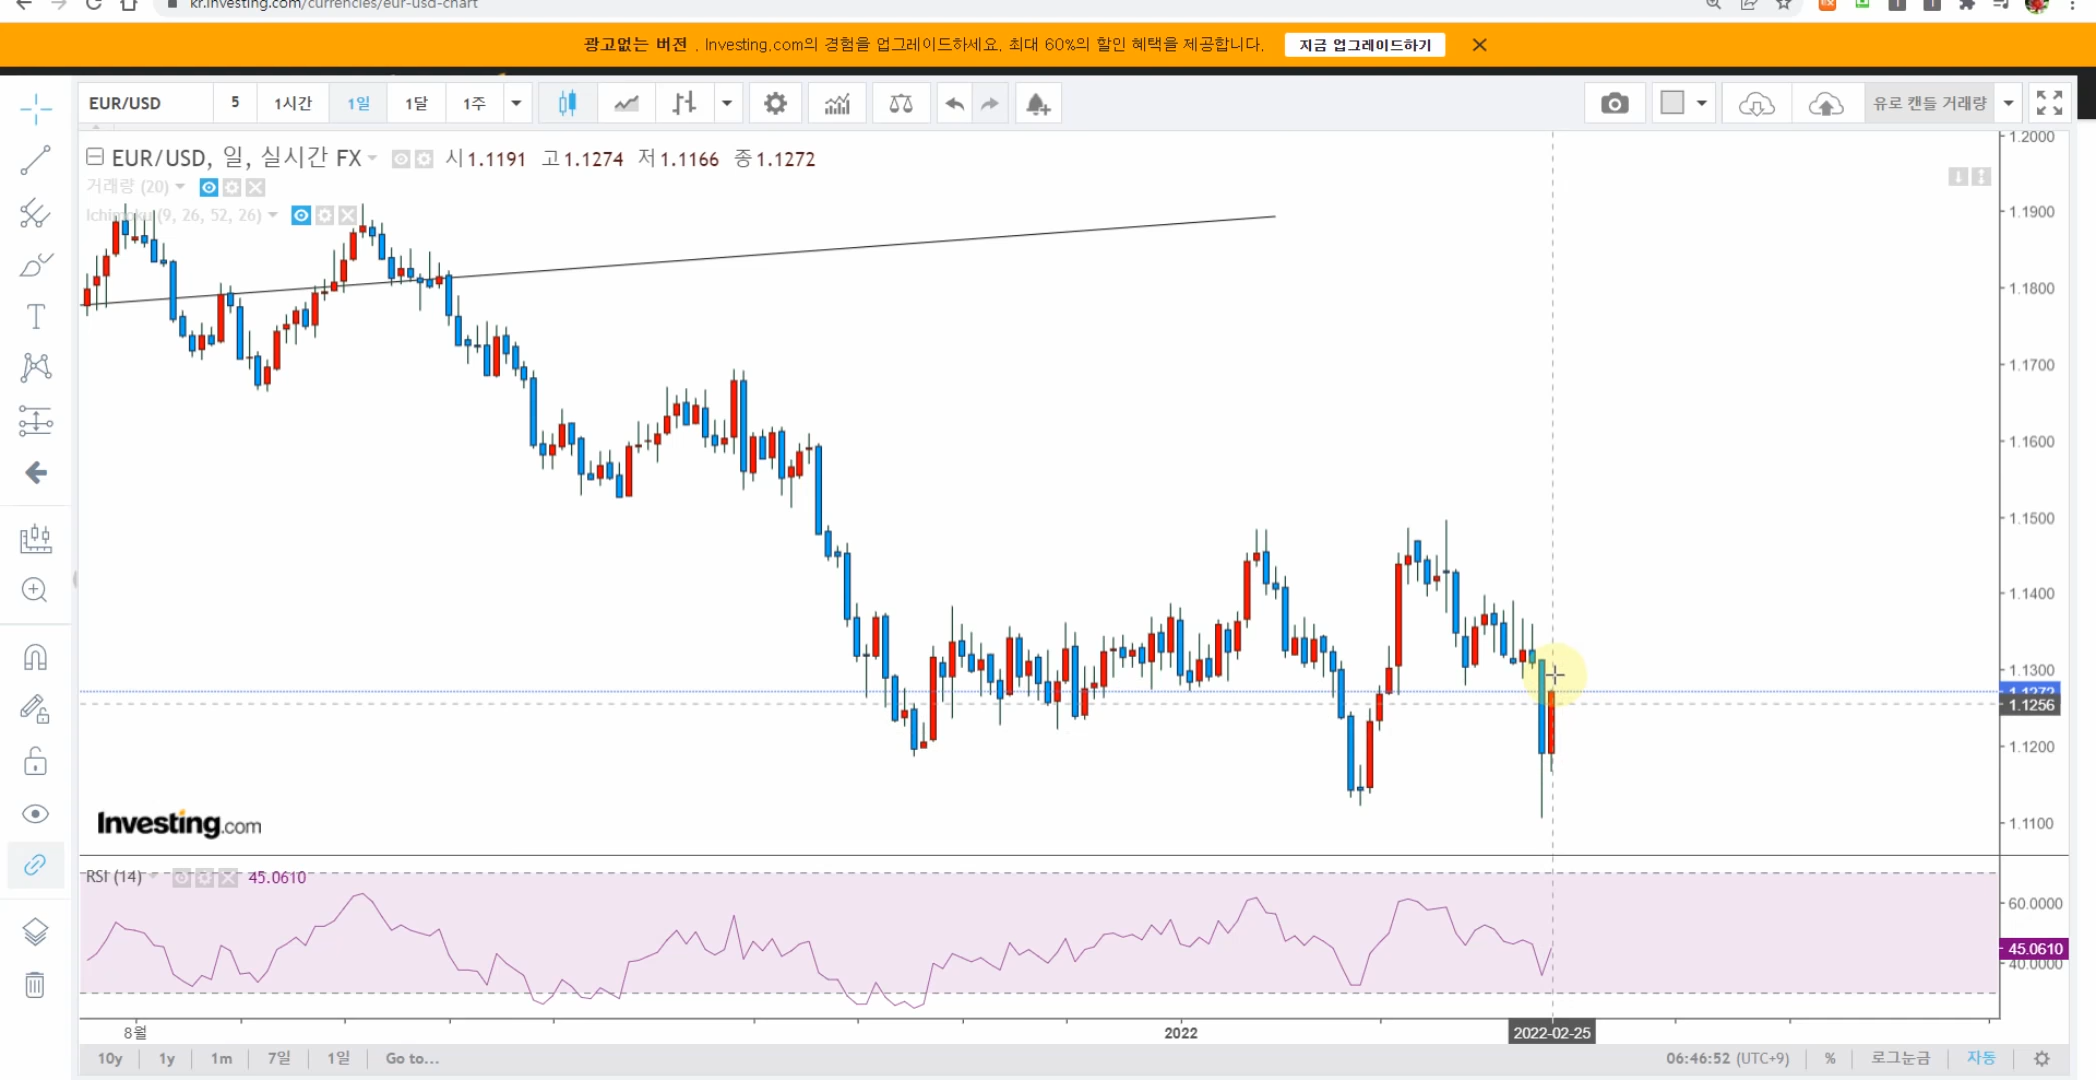 kr.investing.com/currencies/eur-usd-chart
광고없는 버전 . Investing.com의 경험을 업그레이드하세요. 최대 60%의 할인 혜택을 제공합니다. 지금 업그레이드하기
EUR/USD 5 1시간 1일 1달 1주 유로 캔들 거래량
EUR/USD, 일, 실시간 FX 시1.1191 고1.1274 저1.1166 종1.1272
거래량 (20)
Ichimoku (9, 26, 52, 26)
1.2000
1.1900
1.1800
1.1700
1.1600
1.1500
1.1400
1.1300
1.1272
1.1256
1.1200
1.1100
Investing.com
RSI (14) 45.0610
60.0000
45.0610
40.0000
8월 2022 2022-02-25
10y 1y 1m 7일 1일 Go to... 06:46:52 (UTC+9) % 로그눈금 자동